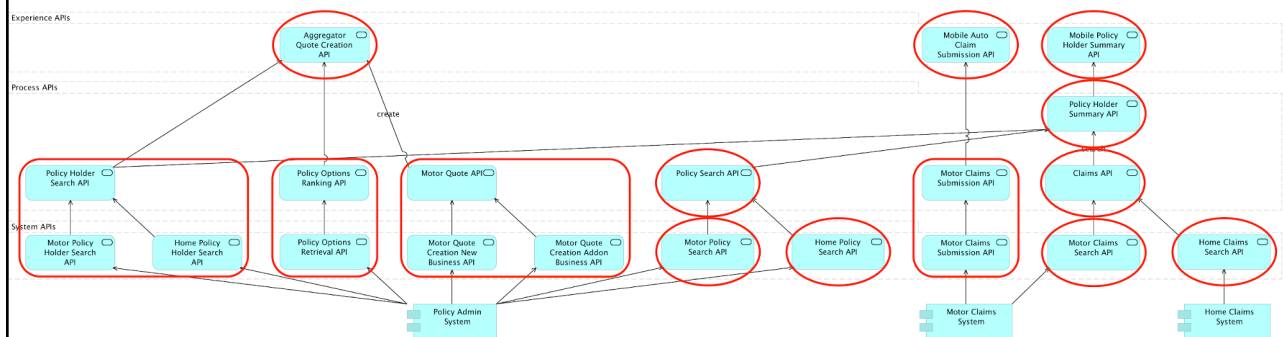 Experience APIs
Aggregator
Quote Creation
API
Mobile Auto
Claim
Submission API
Mobile Policy
Holder Summary
API
Process APIs
create
Policy Holder
Summary API
Policy Holder
Search API
Policy Options
Ranking API
Motor Quote API
Policy Search API
Motor Claims
Submission API
Claims API
System APIs
Motor Policy
Holder Search
API
Home Policy
Holder Search
API
Policy Options
Retrieval API
Motor Quote
Creation New
Business API
Motor Quote
Creation Addon
Business API
Motor Policy
Search API
Home Policy
Search API
Motor Claims
Submission API
Motor Claims
Search API
Home Claims
Search API
Policy Admin
System
Motor Claims
System
Home Claims
System